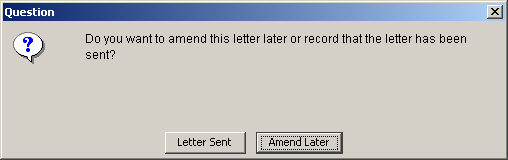 Question
Do you want to amend this letter later or record that the letter has been
sent?
Letter Sent
Amend Later